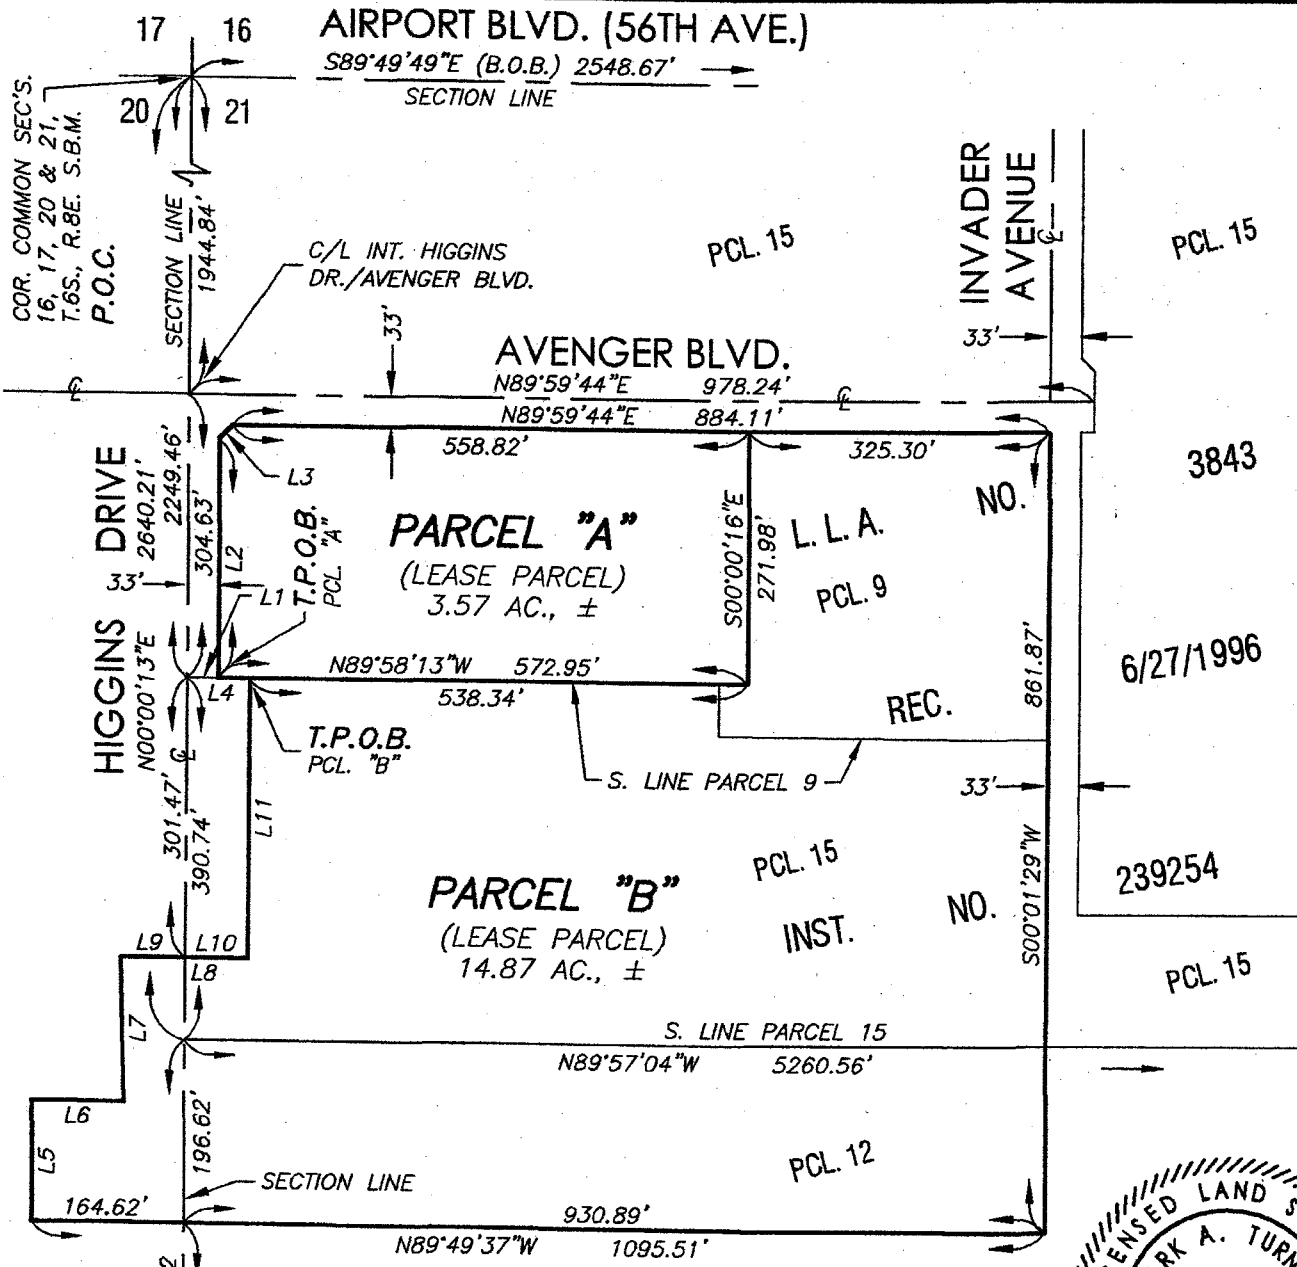 17 16
AIRPORT BLVD. (56TH AVE.)
S89°49'49"E (B.O.B.) 2548.67'
SECTION LINE
20 21
COR. COMMON SEC'S.
16, 17, 20 & 21,
T.6S., R.8E. S.B.M.
P.O.C.
SECTION LINE
1944.84'
C/L INT. HIGGINS
DR./AVENGER BLVD.
33'
PCL. 15
INVADER
AVENUE
℄
PCL. 15
33'
AVENGER BLVD.
N89°59'44"E 978.24'
℄
℄
N89°59'44"E 884.11'
558.82'
325.30'
L3
HIGGINS DRIVE
N00°00'13"E
2640.21'
2249.46'
304.63'
L2
33'
L1
T.P.O.B.
PCL. "A"
PARCEL "A"
(LEASE PARCEL)
3.57 AC., ±
S00°00'16"E
271.98'
L.L.A. NO. 3843
PCL. 9
861.87'
6/27/1996
N89°58'13"W 572.95'
L4
538.34'
REC.
T.P.O.B.
PCL. "B"
S. LINE PARCEL 9
33'
℄
301.47'
390.74'
L11
PCL. 15
S00°01'29"W
239254
PARCEL "B"
(LEASE PARCEL)
14.87 AC., ±
INST. NO.
L9 L10
L8
PCL. 15
L7
S. LINE PARCEL 15
N89°57'04"W 5260.56'
L6
L5
196.62'
PCL. 12
SECTION LINE
164.62'
930.89'
N89°49'37"W 1095.51'
LAND
A.